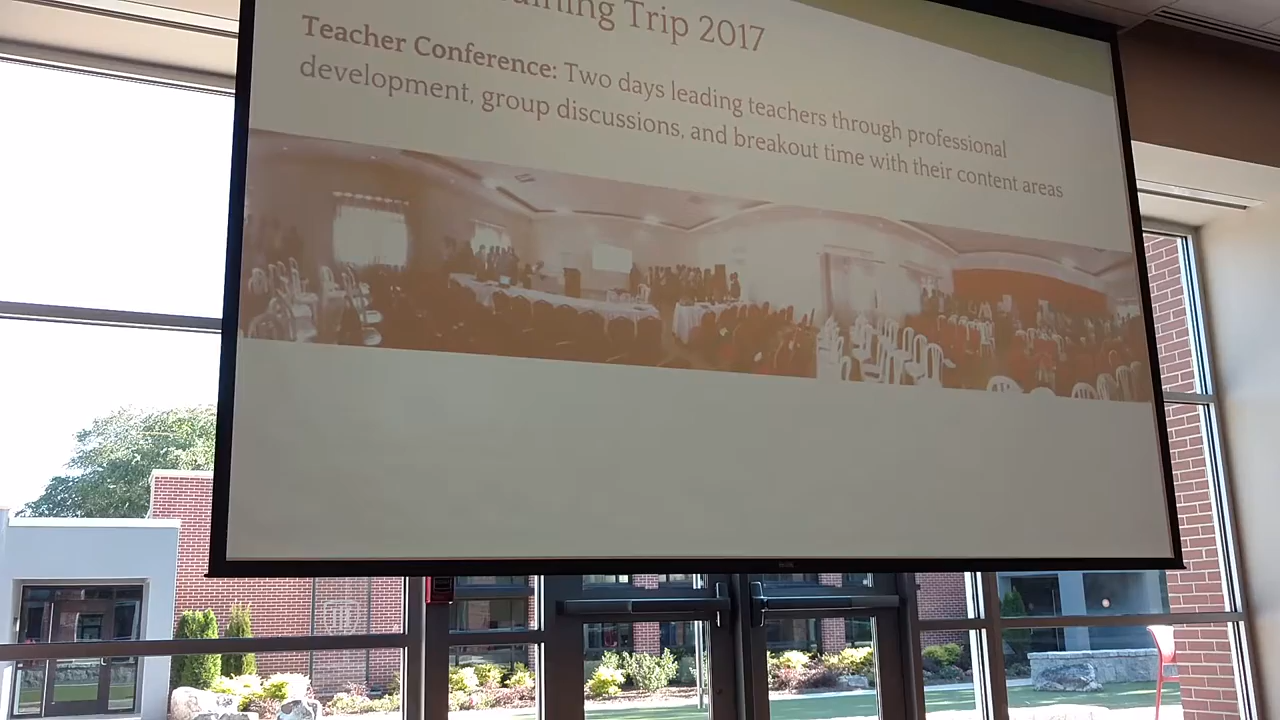 Trip 2017
Teacher Conference: Two days leading teachers through professional
development, group discussions, and breakout time with their content areas